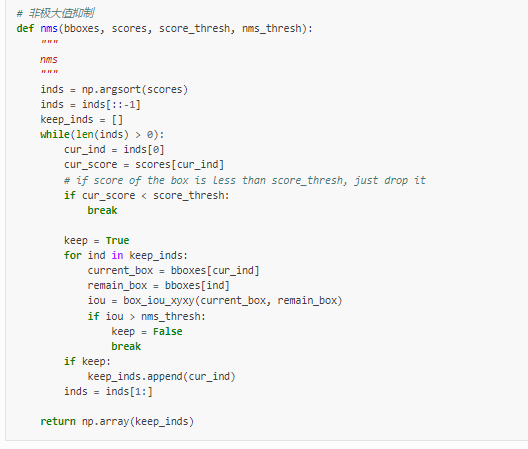 # 非极大值抑制
def nms(bboxes, scores, score_thresh, nms_thresh):
    """
    nms
    """
    inds = np.argsort(scores)
    inds = inds[::-1]
    keep_inds = []
    while(len(inds) > 0):
        cur_ind = inds[0]
        cur_score = scores[cur_ind]
        # if score of the box is less than score_thresh, just drop it
        if cur_score < score_thresh:
            break

        keep = True
        for ind in keep_inds:
            current_box = bboxes[cur_ind]
            remain_box = bboxes[ind]
            iou = box_iou_xyxy(current_box, remain_box)
            if iou > nms_thresh:
                keep = False
                break
        if keep:
            keep_inds.append(cur_ind)
        inds = inds[1:]

    return np.array(keep_inds)